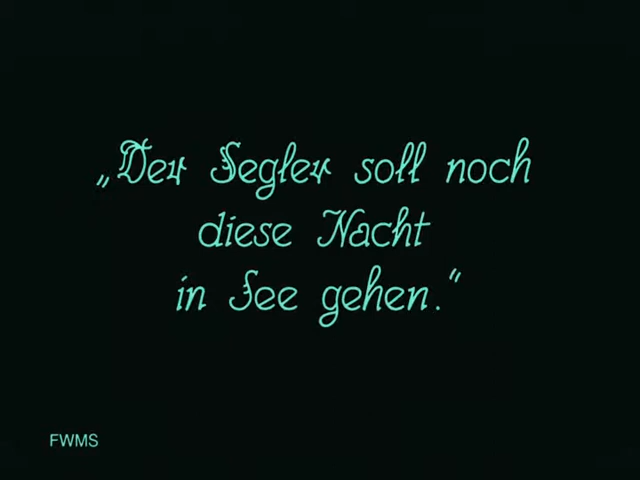 „Der Segler soll noch
diese Nacht
in See gehen.“
FWMS